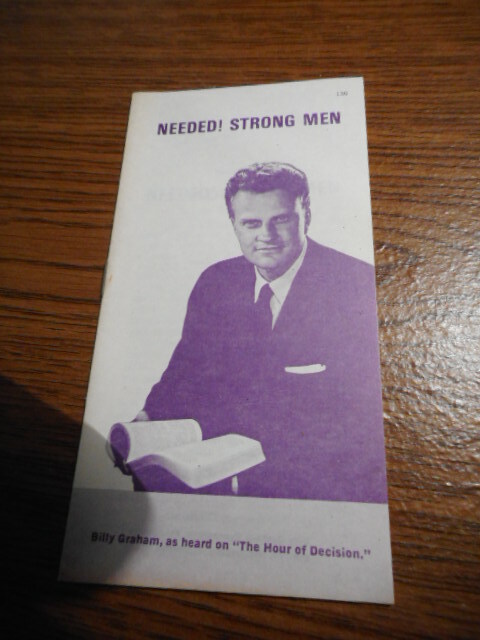 NEEDED! STRONG MEN
Billy Graham, as heard on "The Hour of Decision."